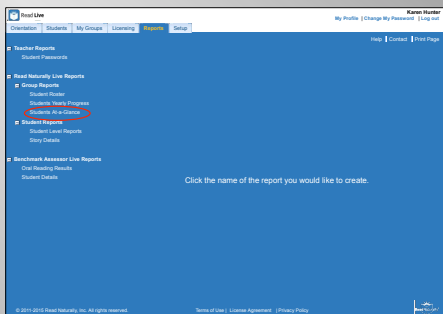 Read Live
Karen Hunter
My Profile | Change My Password | Log out
Orientation Students My Groups Licensing Reports Setup
Help | Contact | Print Page
Teacher Reports
Student Passwords
Read Naturally Live Reports
Group Reports
Student Roster
Students Yearly Progress
Students At-a-Glance
Student Reports
Student Level Reports
Story Details
Benchmark Assessor Live Reports
Oral Reading Results
Student Details
Click the name of the report you would like to create.
© 2011-2015 Read Naturally, Inc. All rights reserved.
Terms of Use | License Agreement | Privacy Policy